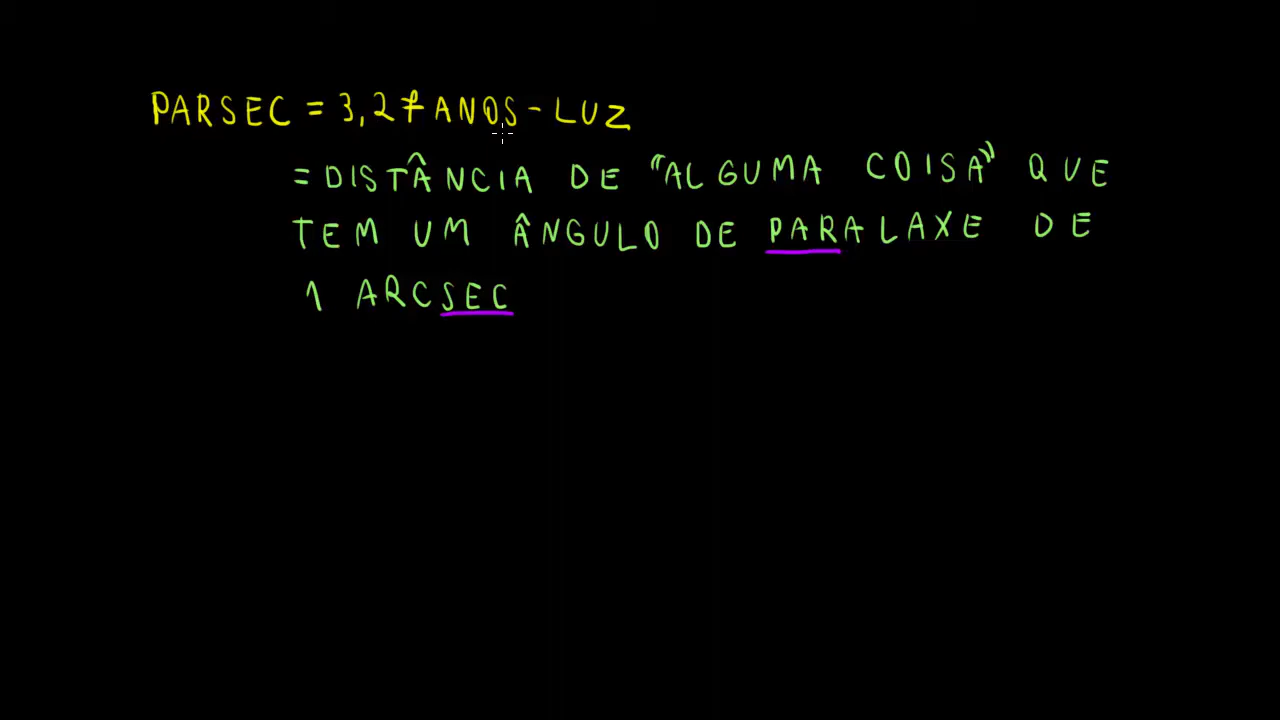 PARSEC = 3,27 ANOS-LUZ
= DISTÂNCIA DE "ALGUMA COISA" QUE
TEM UM ÂNGULO DE PARALAXE DE
1 ARCSEC